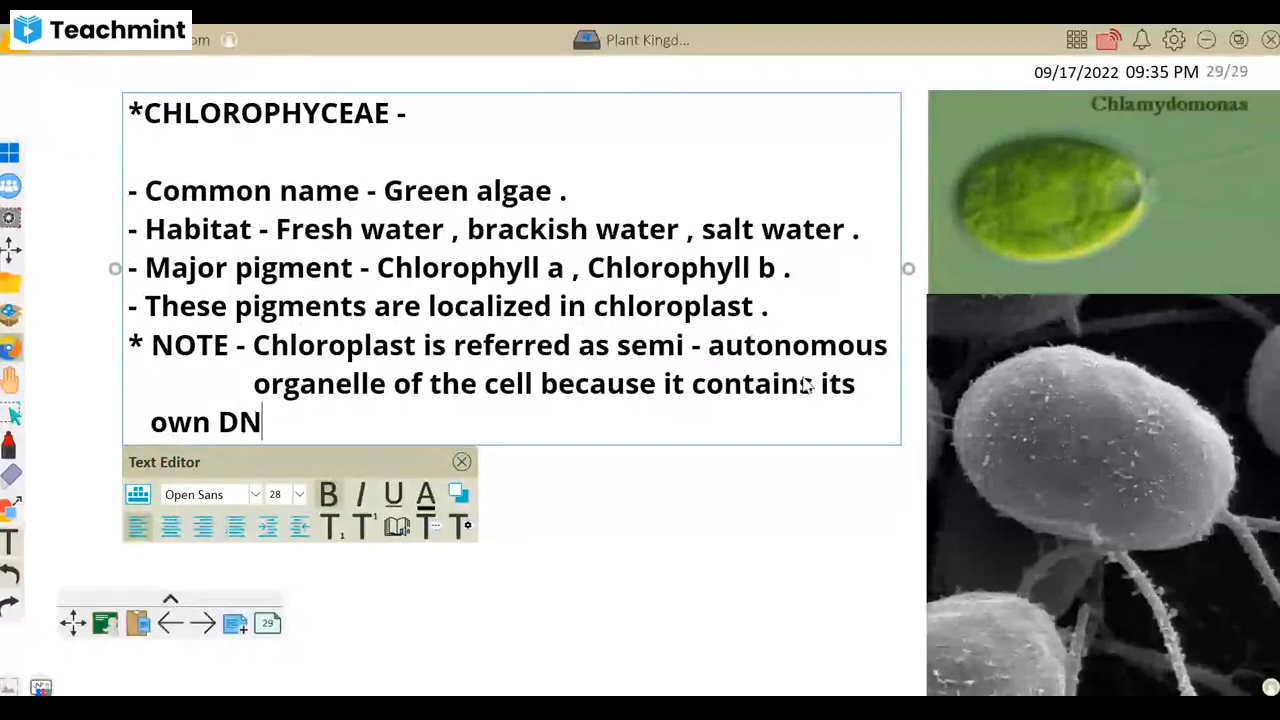 Teachmint
om
Plant Kingd...
09/17/2022 09:35 PM 29/29
*CHLOROPHYCEAE -
- Common name - Green algae .
- Habitat - Fresh water , brackish water , salt water .
- Major pigment - Chlorophyll a , Chlorophyll b .
- These pigments are localized in chloroplast .
* NOTE - Chloroplast is referred as semi - autonomous
organelle of the cell because it contains its
own DN
Chlamydomonas
Text Editor
Open Sans 28 B I U A
T₁ T¹ T T
T
29